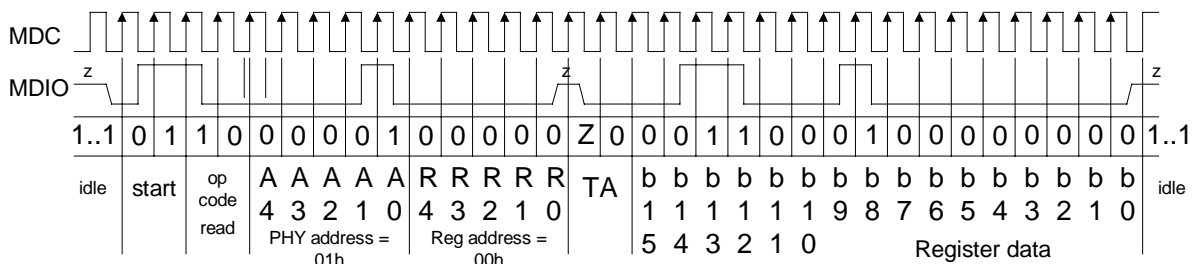 MDC
z z z
MDIO
1..1 0 1 1 0 0 0 0 0 1 0 0 0 0 0 Z 0 0 0 1 1 0 0 0 1 0 0 0 0 0 0 0 0 1..1
idle start op code read A A A A A R R R R R TA b b b b b b b b b b b b b b b b idle
4 3 2 1 0 4 3 2 1 0 1 1 1 1 1 1 9 8 7 6 5 4 3 2 1 0
PHY address = Reg address = 5 4 3 2 1 0 Register data
01h 00h